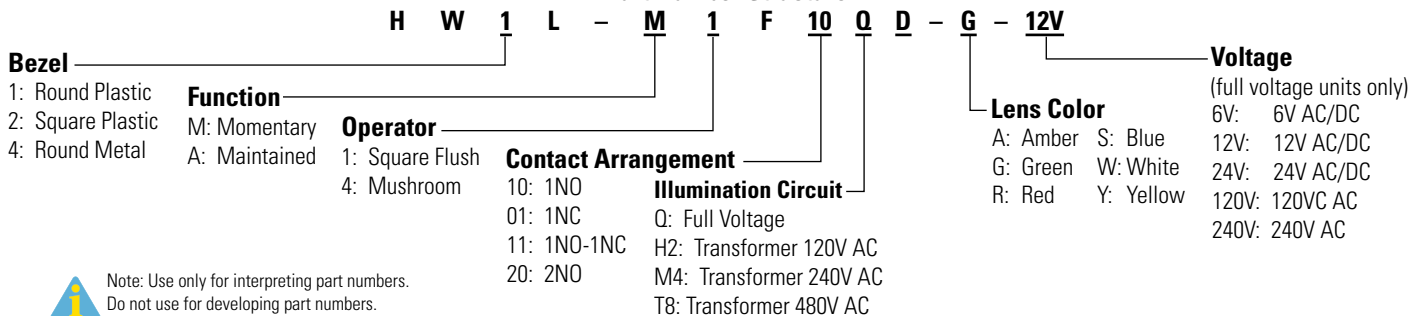 H W 1 L – M 1 F 10 Q D – G – 12V
Bezel
1: Round Plastic
2: Square Plastic
4: Round Metal
Function
M: Momentary
A: Maintained
Operator
1: Square Flush
4: Mushroom
Contact Arrangement
10: 1NO
01: 1NC
11: 1NO-1NC
20: 2NO
Illumination Circuit
Q: Full Voltage
H2: Transformer 120V AC
M4: Transformer 240V AC
T8: Transformer 480V AC
Lens Color
A: Amber S: Blue
G: Green W: White
R: Red Y: Yellow
Voltage
(full voltage units only)
6V: 6V AC/DC
12V: 12V AC/DC
24V: 24V AC/DC
120V: 120VC AC
240V: 240V AC
Note: Use only for interpreting part numbers.
Do not use for developing part numbers.